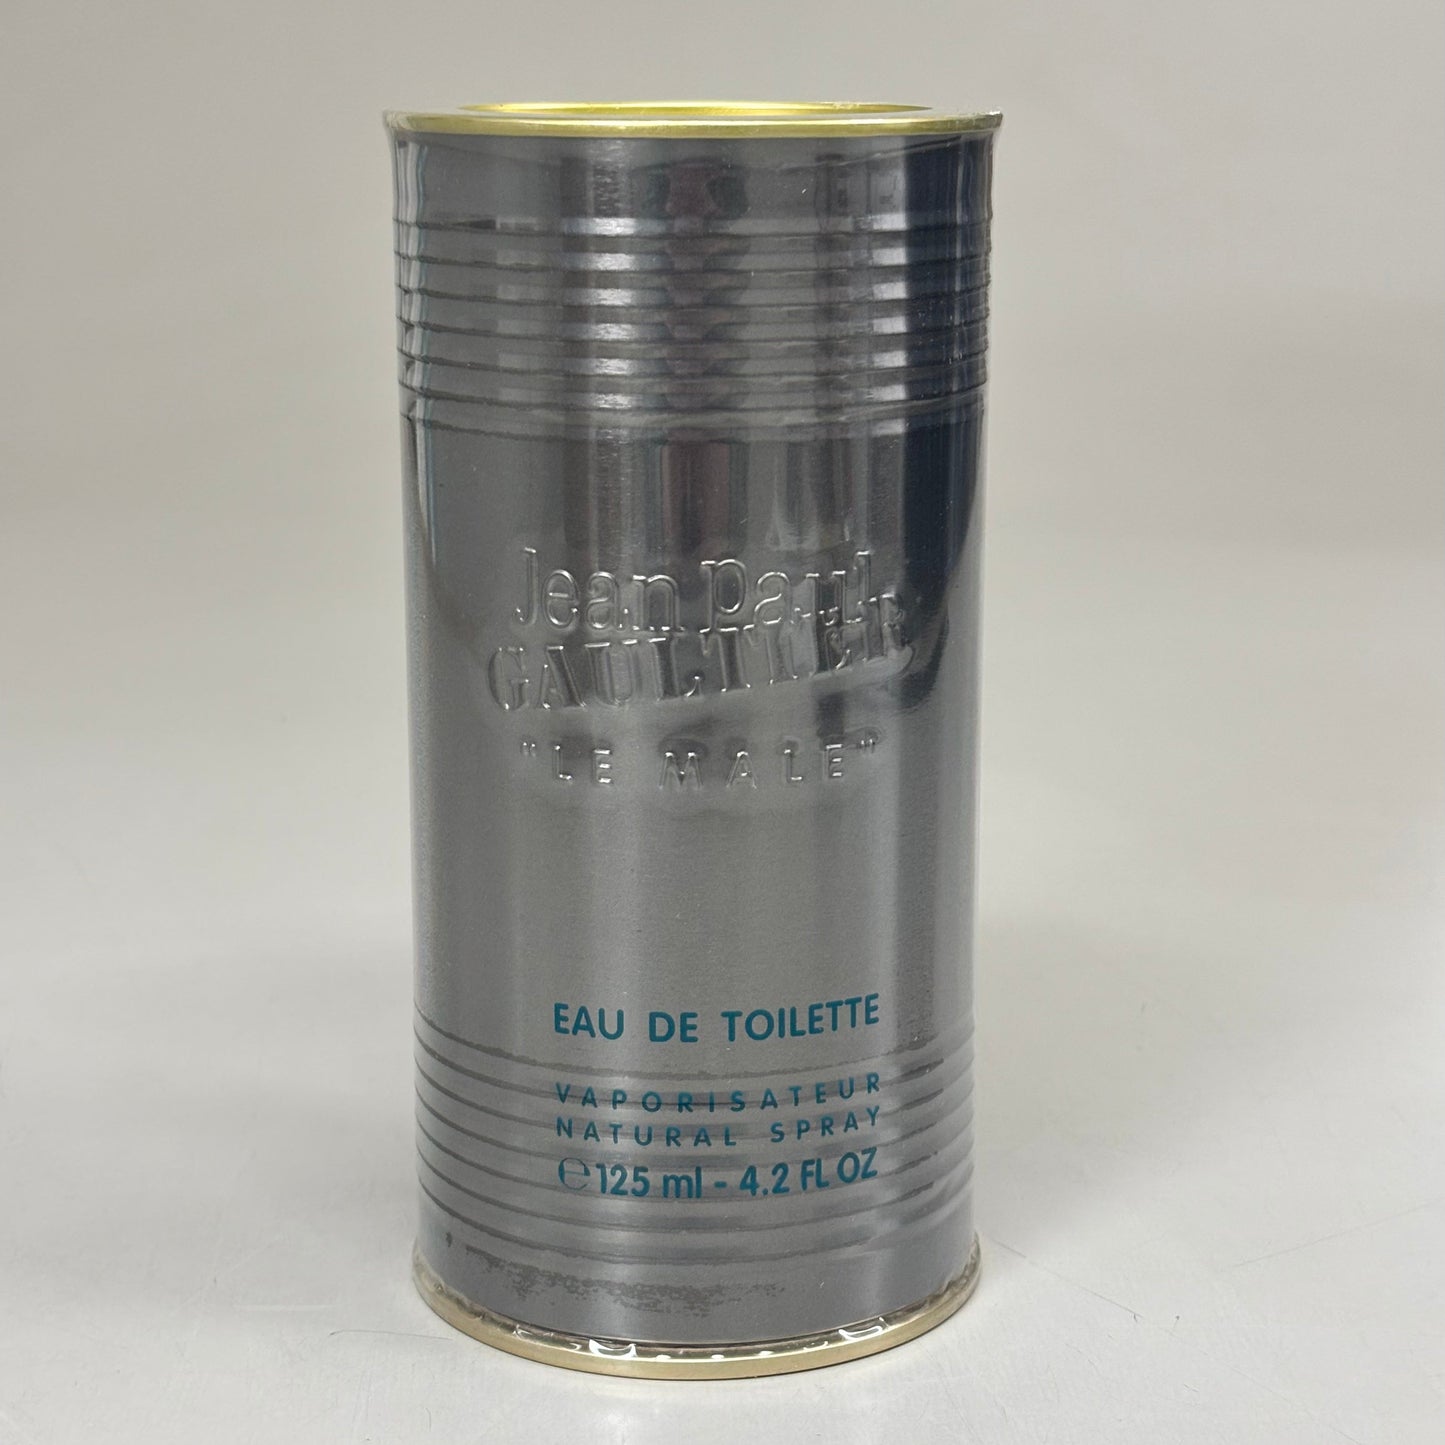 Jean Paul
GAULTIER
"LE MALE"
EAU DE TOILETTE
VAPORISATEUR
NATURAL SPRAY
℮ 125 ml - 4.2 FL OZ